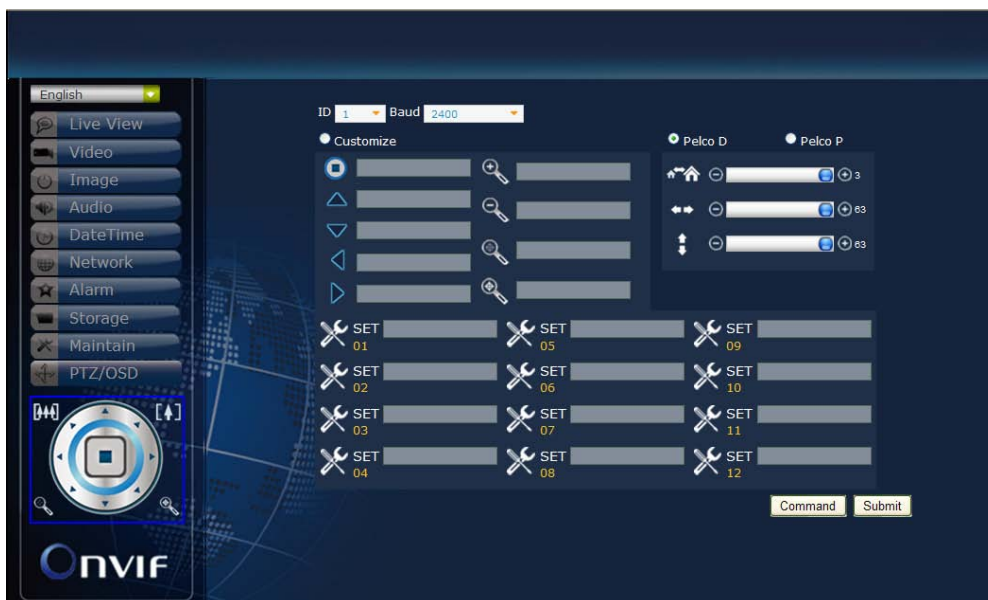 English
Live View
Video
Image
Audio
DateTime
Network
Alarm
Storage
Maintain
PTZ/OSD
Onvif
ID 1 Baud 2400
Customize
Pelco D Pelco P
3
63
63
SET 01
SET 05
SET 09
SET 02
SET 06
SET 10
SET 03
SET 07
SET 11
SET 04
SET 08
SET 12
Command Submit